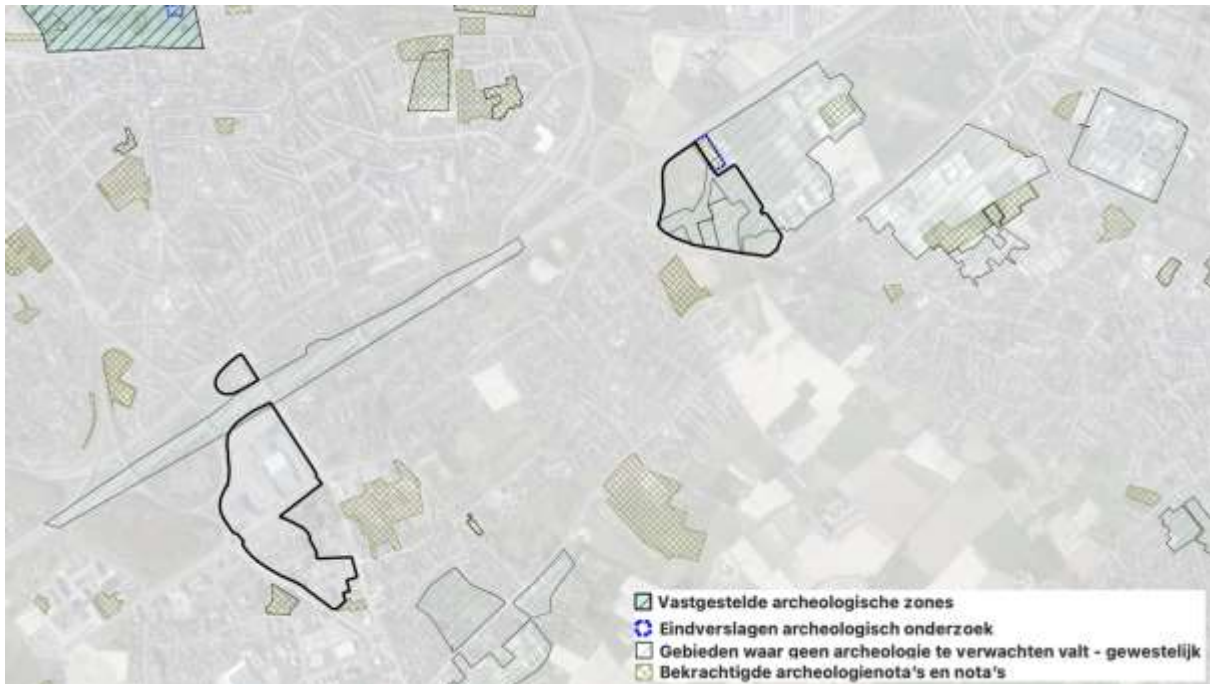 Vastgestelde archeologische zones
Eindverslagen archeologisch onderzoek
Gebieden waar geen archeologie te verwachten valt - gewestelijk
Bekrachtigde archeologienota's en nota's